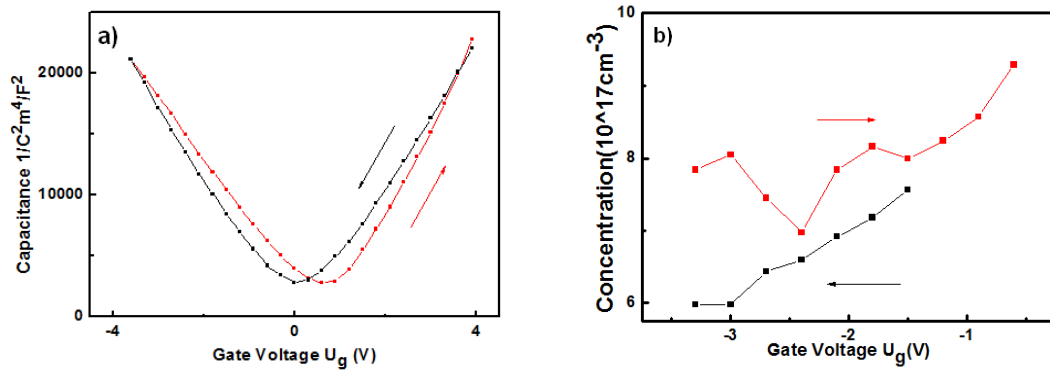 a)
Capacitance 1/C²m⁴/F²
20000
10000
0
-4
0
4
Gate Voltage Ug (V)
b)
Concentration(10^17cm⁻³)
10
8
6
-3
-2
-1
Gate Voltage Ug(V)